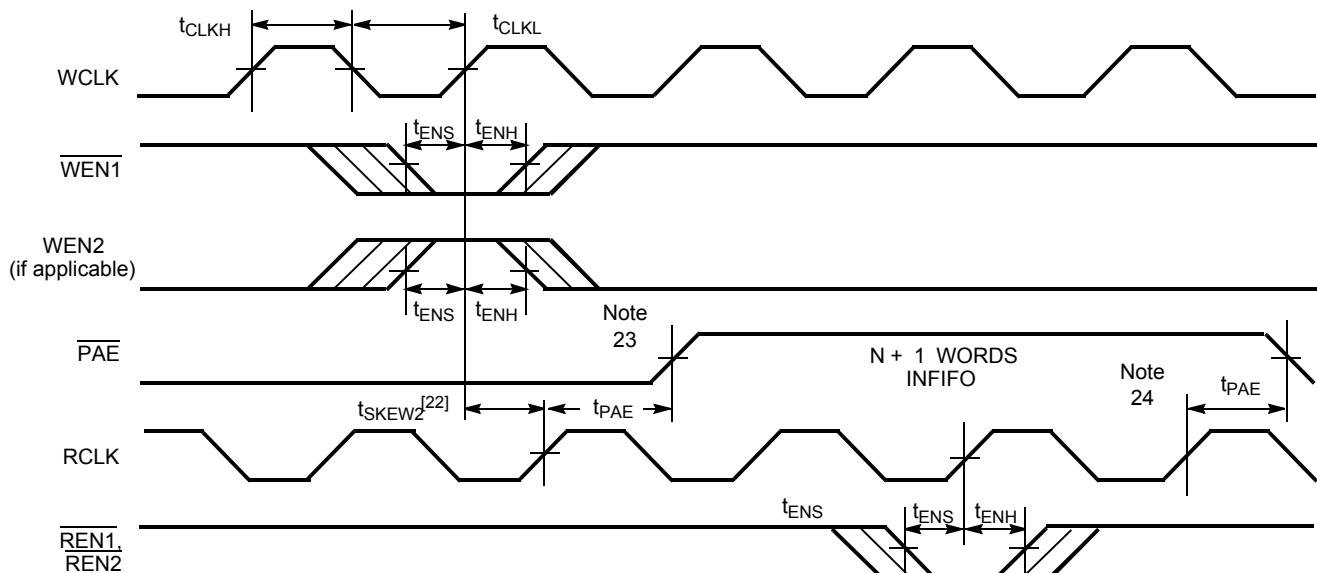 tCLKH
tCLKL
WCLK
tENS
tENH
WEN1
WEN2
(if applicable)
tENS
tENH
Note
23
PAE
N + 1 WORDS
INFIFO
Note
24
tPAE
tSKEW2[22]
tPAE
RCLK
tENS
tENS
tENH
REN1,
REN2